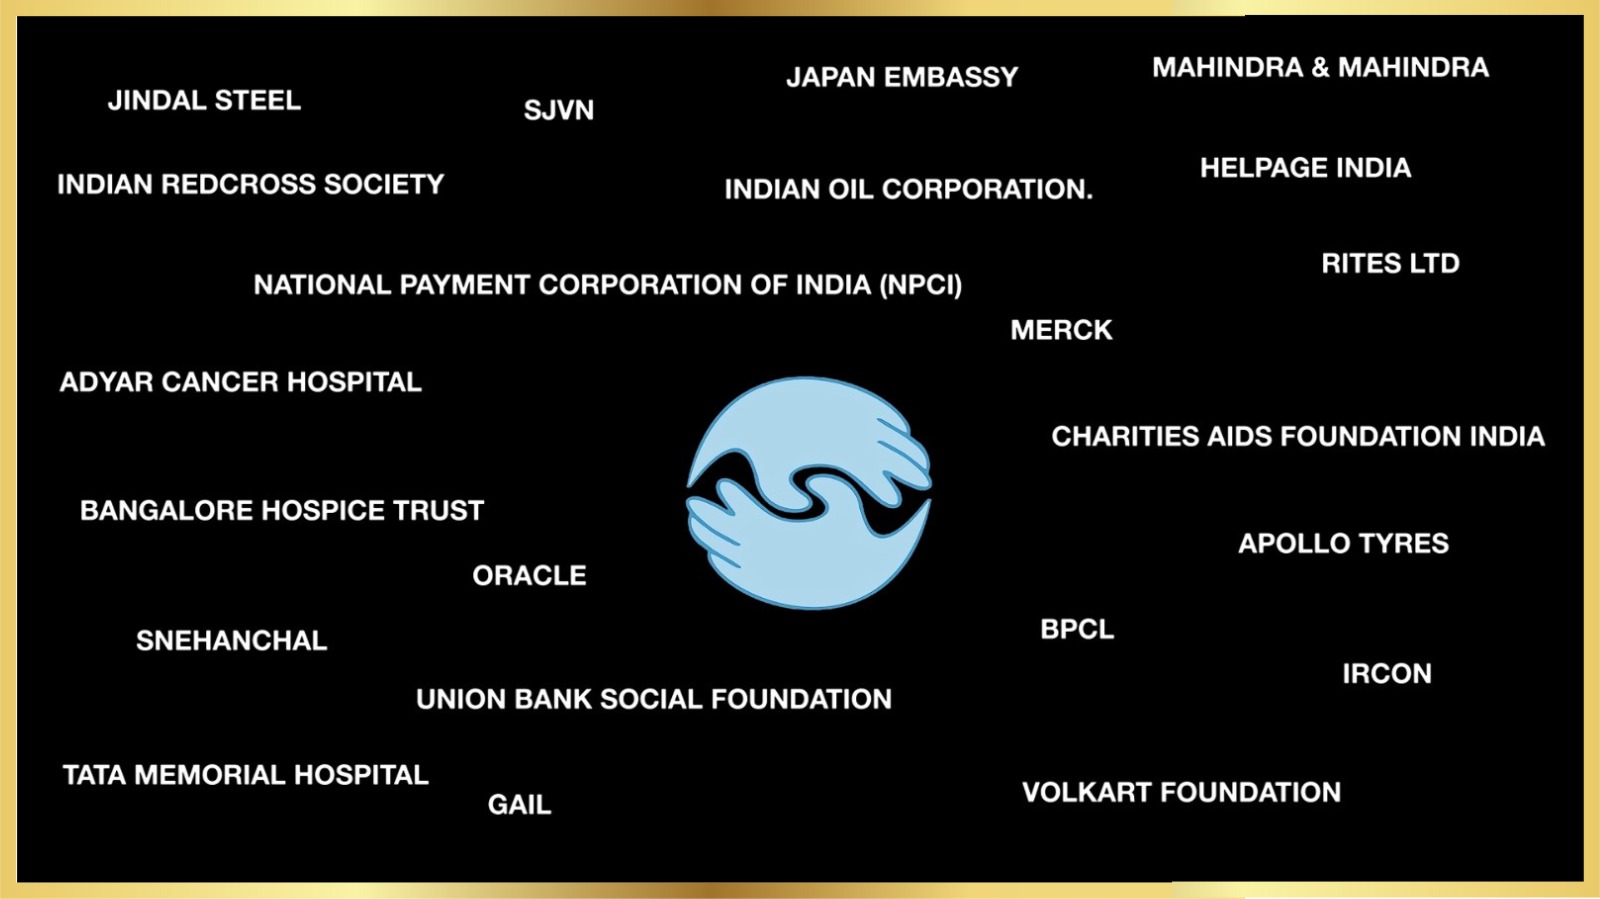 MAHINDRA & MAHINDRA
JAPAN EMBASSY
JINDAL STEEL
SJVN
HELPAGE INDIA
INDIAN REDCROSS SOCIETY
INDIAN OIL CORPORATION.
RITES LTD
NATIONAL PAYMENT CORPORATION OF INDIA (NPCI)
MERCK
ADYAR CANCER HOSPITAL
CHARITIES AIDS FOUNDATION INDIA
BANGALORE HOSPICE TRUST
APOLLO TYRES
ORACLE
BPCL
SNEHANCHAL
IRCON
UNION BANK SOCIAL FOUNDATION
TATA MEMORIAL HOSPITAL
VOLKART FOUNDATION
GAIL